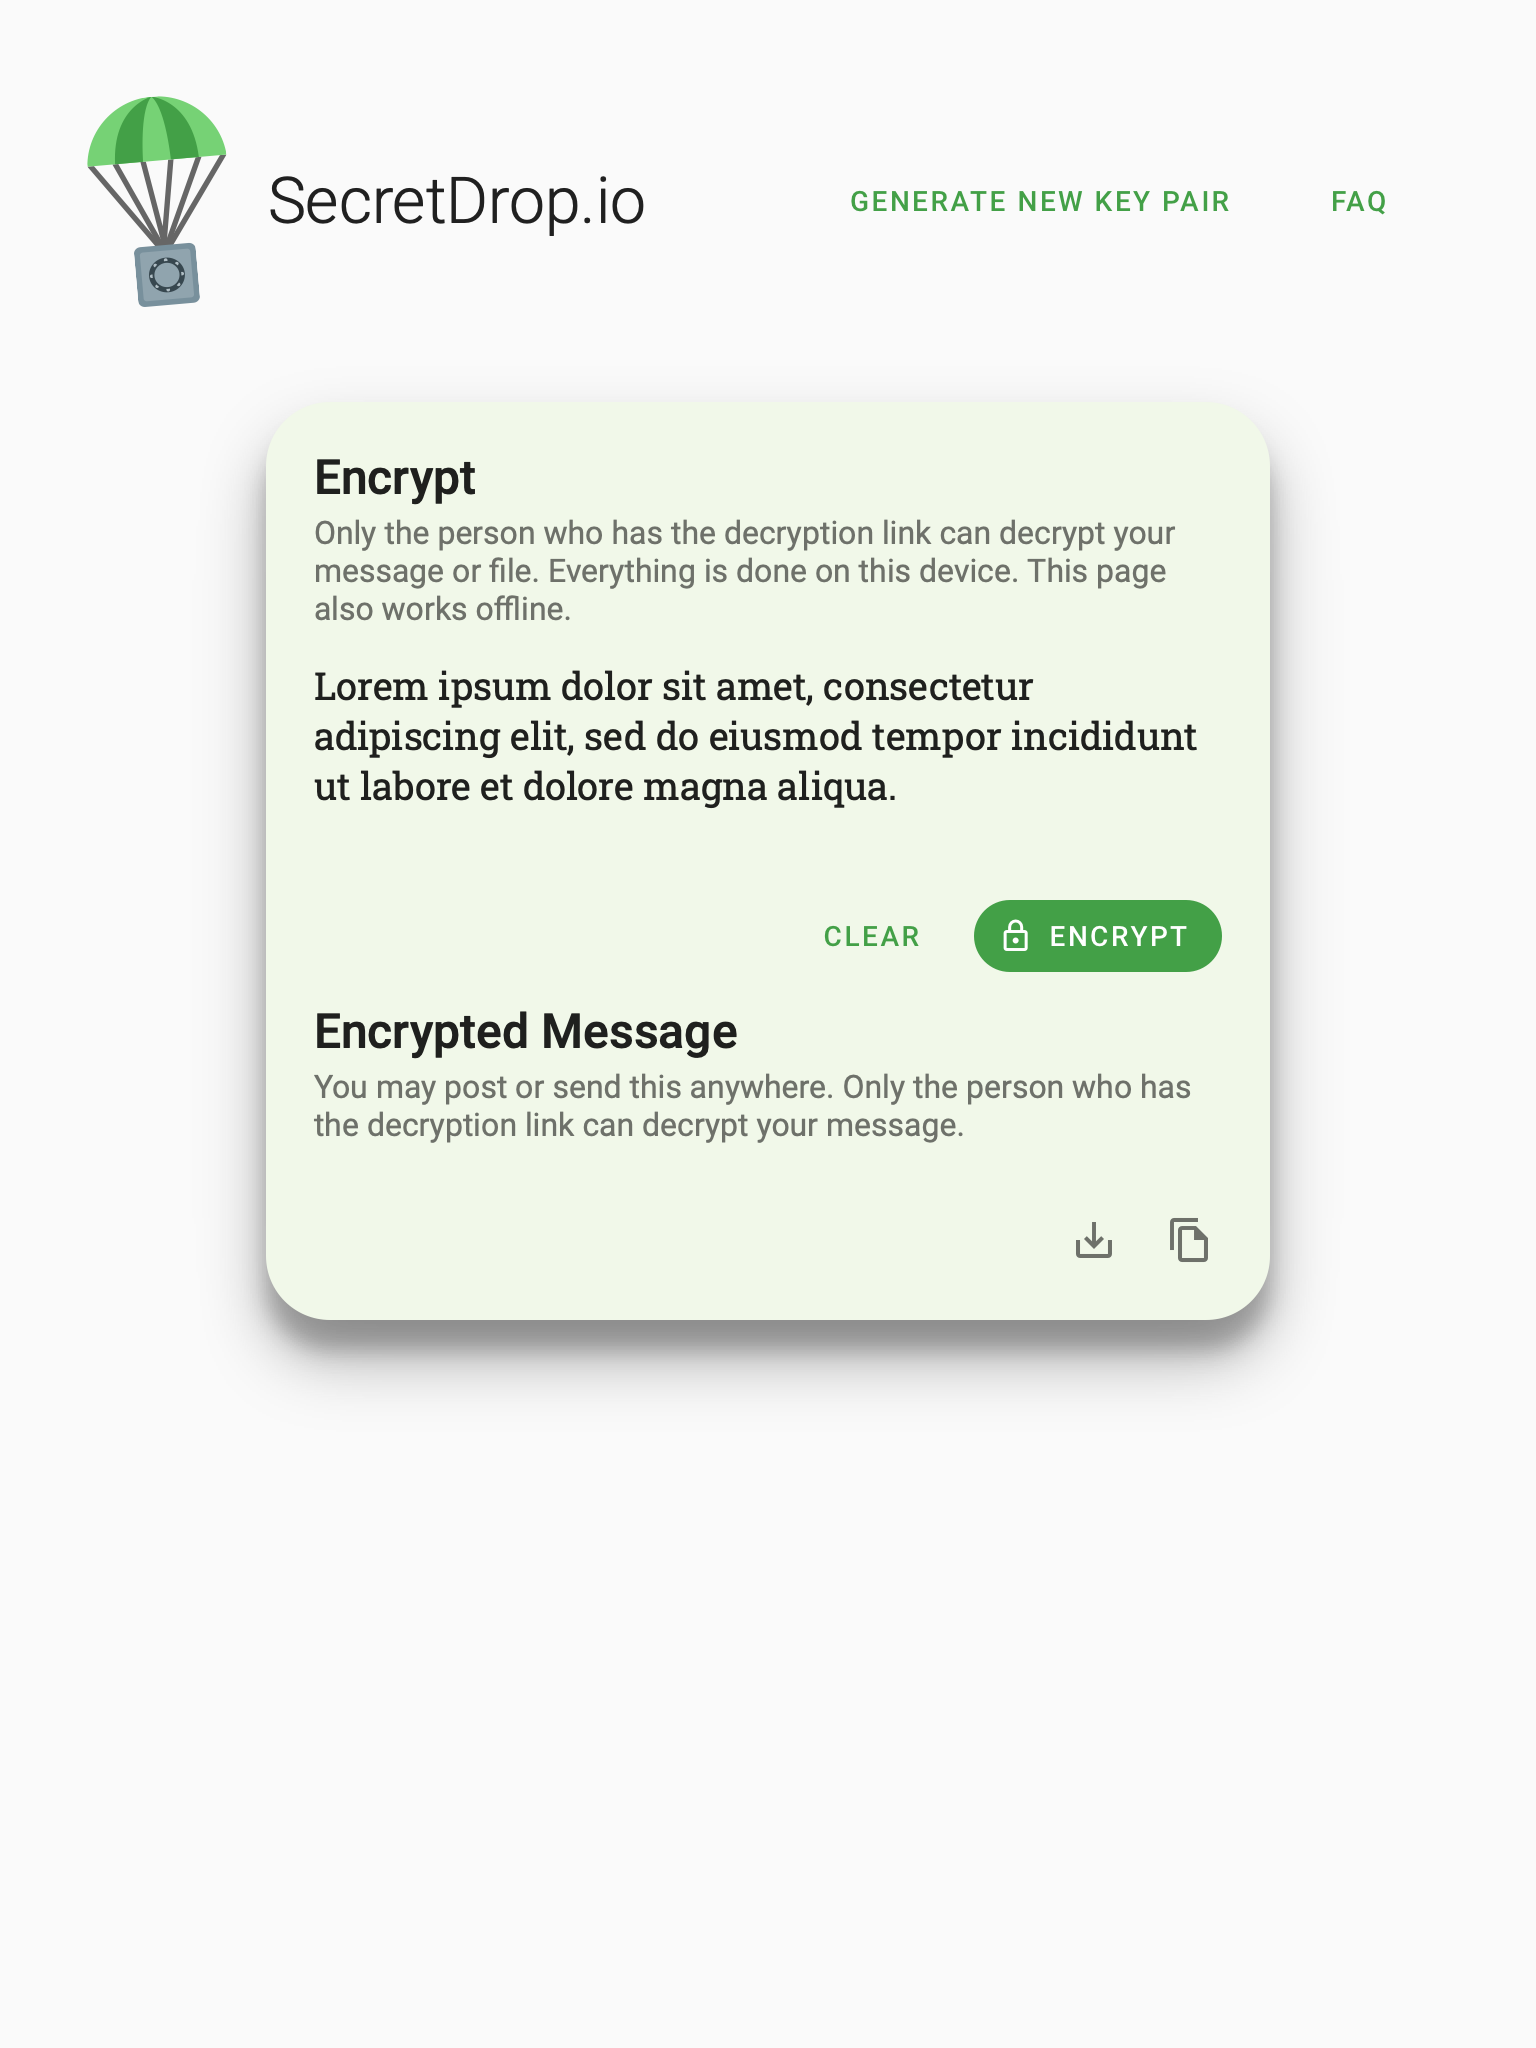 SecretDrop.io
GENERATE NEW KEY PAIR
FAQ
Encrypt
Only the person who has the decryption link can decrypt your
message or file. Everything is done on this device. This page
also works offline.
Lorem ipsum dolor sit amet, consectetur
adipiscing elit, sed do eiusmod tempor incididunt
ut labore et dolore magna aliqua.
CLEAR
ENCRYPT
Encrypted Message
You may post or send this anywhere. Only the person who has
the decryption link can decrypt your message.